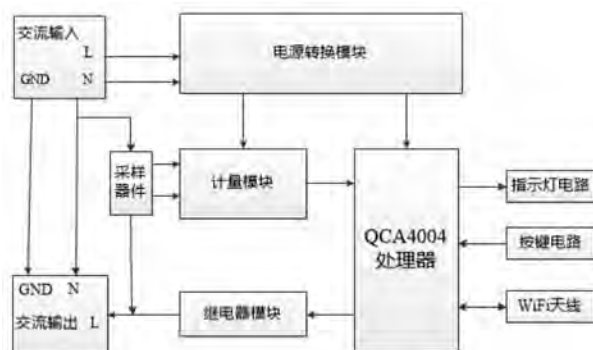 交流输入
L
GND N
电源转换模块
采样
器件
计量模块
QCA4004
处理器
指示灯电路
按键电路
WiFi天线
GND N
交流输出 L
继电器模块